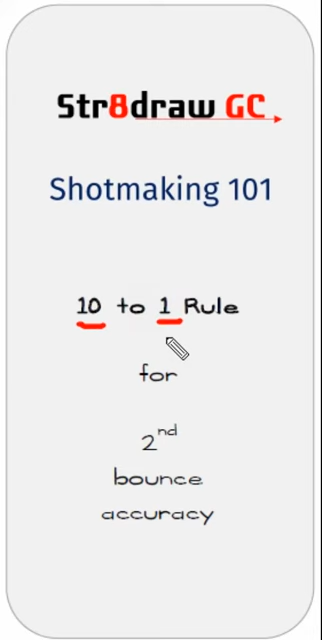 Str8draw GC
Shotmaking 101
10 to 1 Rule
for
2nd
bounce
accuracy